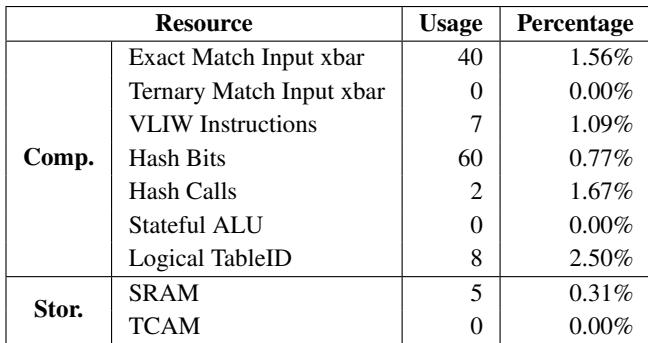 Resource Usage Percentage
Exact Match Input xbar 40 1.56%
Ternary Match Input xbar 0 0.00%
VLIW Instructions 7 1.09%
Comp. Hash Bits 60 0.77%
Hash Calls 2 1.67%
Stateful ALU 0 0.00%
Logical TableID 8 2.50%
Stor. SRAM 5 0.31%
TCAM 0 0.00%